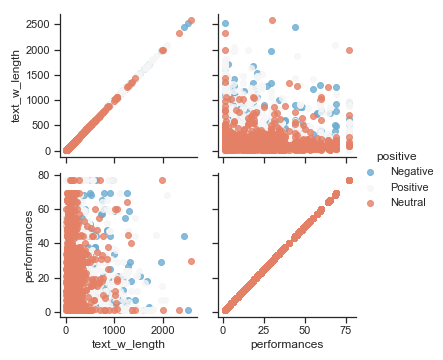 2500
2000
1500
1000
500
0
text_w_length
positive
Negative
Positive
Neutral
80
60
40
20
0
performances
0 1000 2000
text_w_length
0 25 50 75
performances